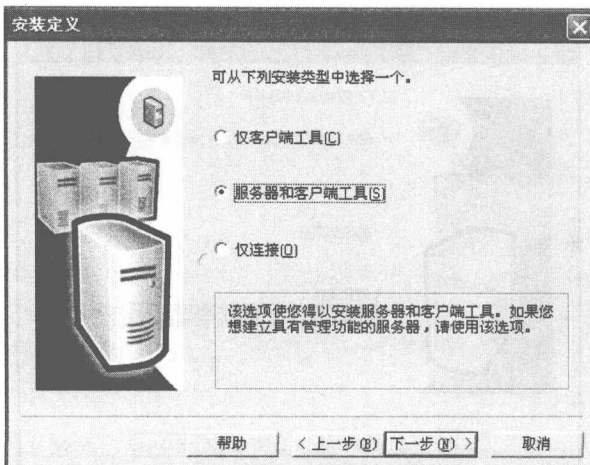 安装定义
可从下列安装类型中选择一个。
仅客户端工具(C)
服务器和客户端工具(S)
仅连接(O)
该选项使您得以安装服务器和客户端工具。如果您
想建立具有管理功能的服务器，请使用该选项。
帮助
< 上一步(B)
下一步(N) >
取消